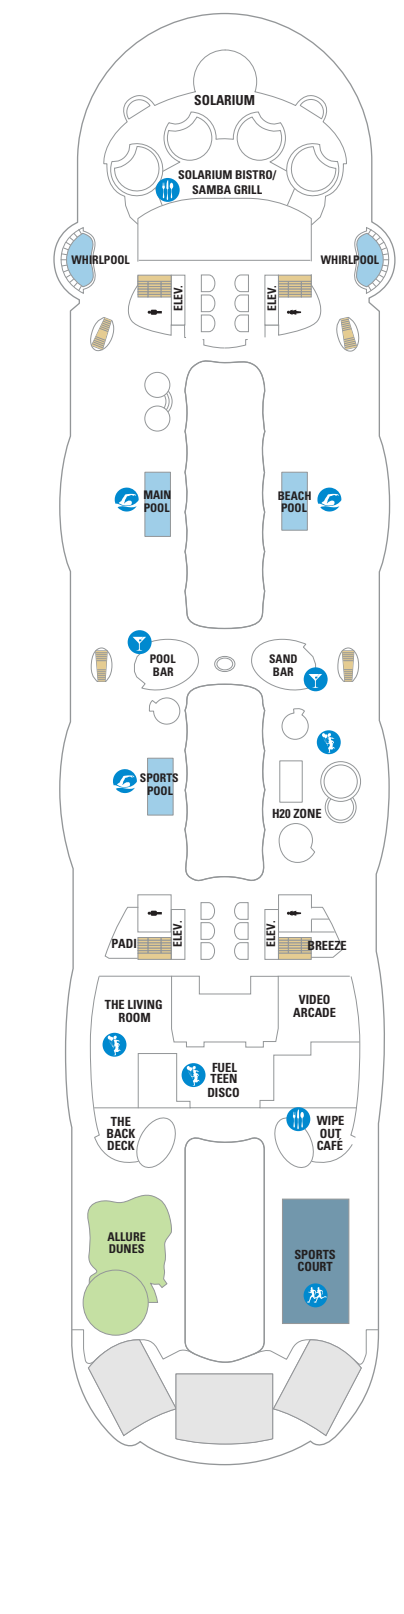 SOLARIUM
SOLARIUM BISTRO/
SAMBA GRILL
WHIRLPOOL
WHIRLPOOL
ELEV.
ELEV.
MAIN
POOL
BEACH
POOL
POOL
BAR
SAND
BAR
SPORTS
POOL
H20 ZONE
PADI
ELEV.
ELEV.
BREEZE
THE LIVING
ROOM
VIDEO
ARCADE
FUEL
TEEN
DISCO
THE
BACK
DECK
WIPE
OUT
CAFÉ
ALLURE
DUNES
SPORTS
COURT